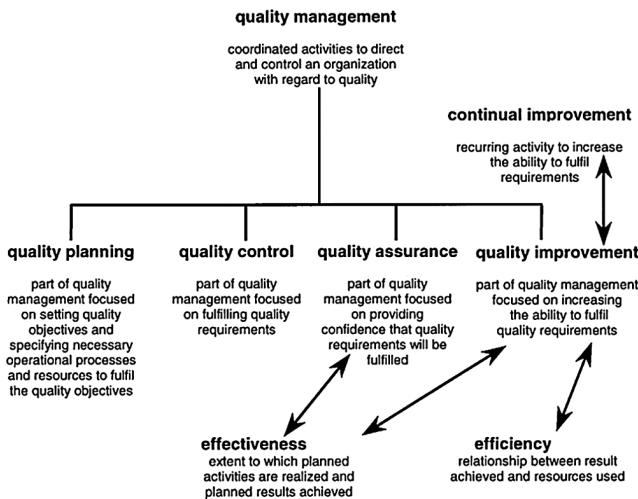 quality management
coordinated activities to direct
and control an organization
with regard to quality
continual improvement
recurring activity to increase
the ability to fulfil
requirements
quality planning
part of quality
management focused
on setting quality
objectives and
specifying necessary
operational processes
and resources to fulfil
the quality objectives
quality control
part of quality
management focused
on fulfilling quality
requirements
quality assurance
part of quality
management focused
on providing
confidence that quality
requirements will be
fulfilled
quality improvement
part of quality management
focused on increasing
the ability to fulfil
quality requirements
effectiveness
extent to which planned
activities are realized and
planned results achieved
efficiency
relationship between result
achieved and resources used